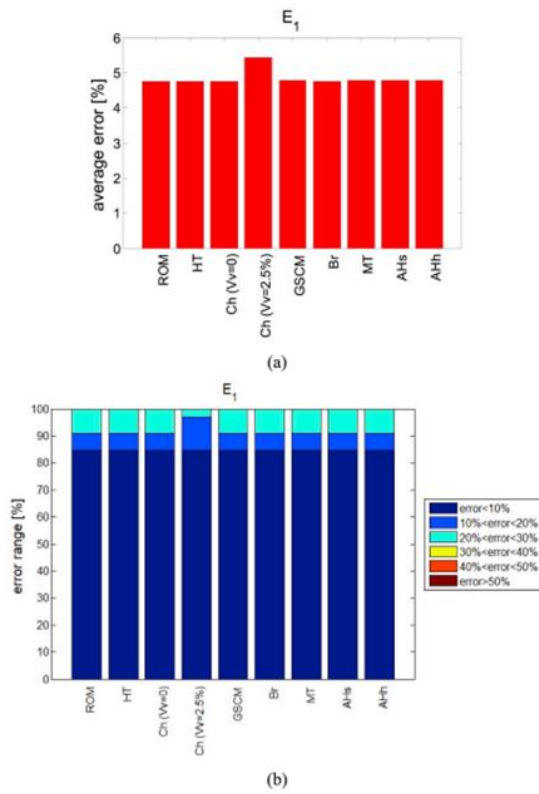 E1
average error [%]
6
5
4
3
2
1
0
ROM
HT
Ch (Vv=0)
Ch (Vv=2.5%)
GSCM
Br
MT
AHs
AHh
(a)
E1
error range [%]
100
90
80
70
60
50
40
30
20
10
0
ROM
HT
Ch (Vv=0)
Ch (Vv=2.5%)
GSCM
Br
MT
AHs
AHh
error<10%
10%<error<20%
20%<error<30%
30%<error<40%
40%<error<50%
error>50%
(b)